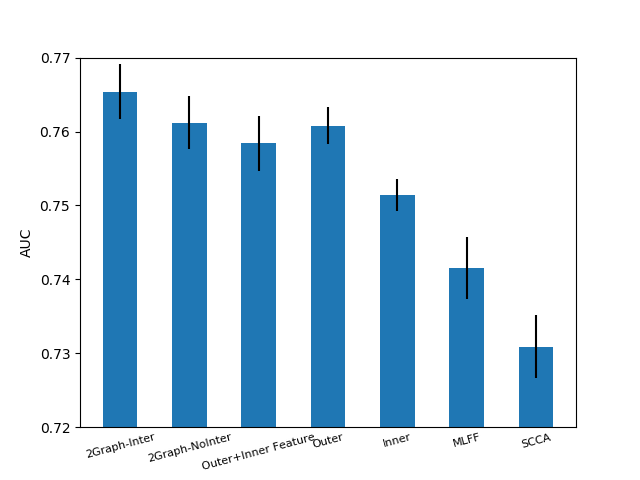 0.77
0.76
0.75
0.74
0.73
0.72
AUC
2Graph-Inter
2Graph-NoInter
Outer+Inner Feature
Outer
Inner
MLFF
SCCA